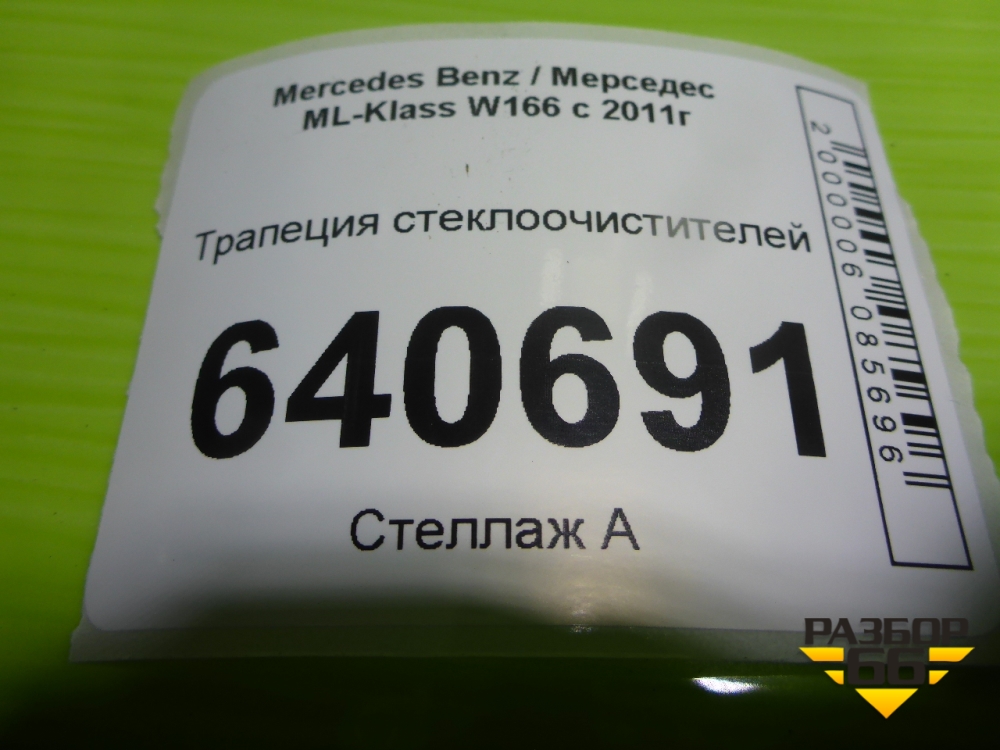 Mercedes Benz / Мерседес
ML-Klass W166 с 2011г
Трапеция стеклоочистителей
640691
Стеллаж А
2000006085696
РАЗБОР
66